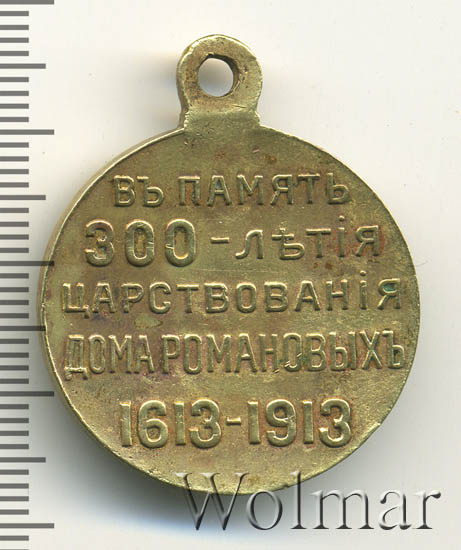 ВЪ ПАМЯТЬ
300-ЛѢТІЯ
ЦАРСТВОВАНІЯ
ДОМА РОМАНОВЫХЪ
1613-1913
Wolmar